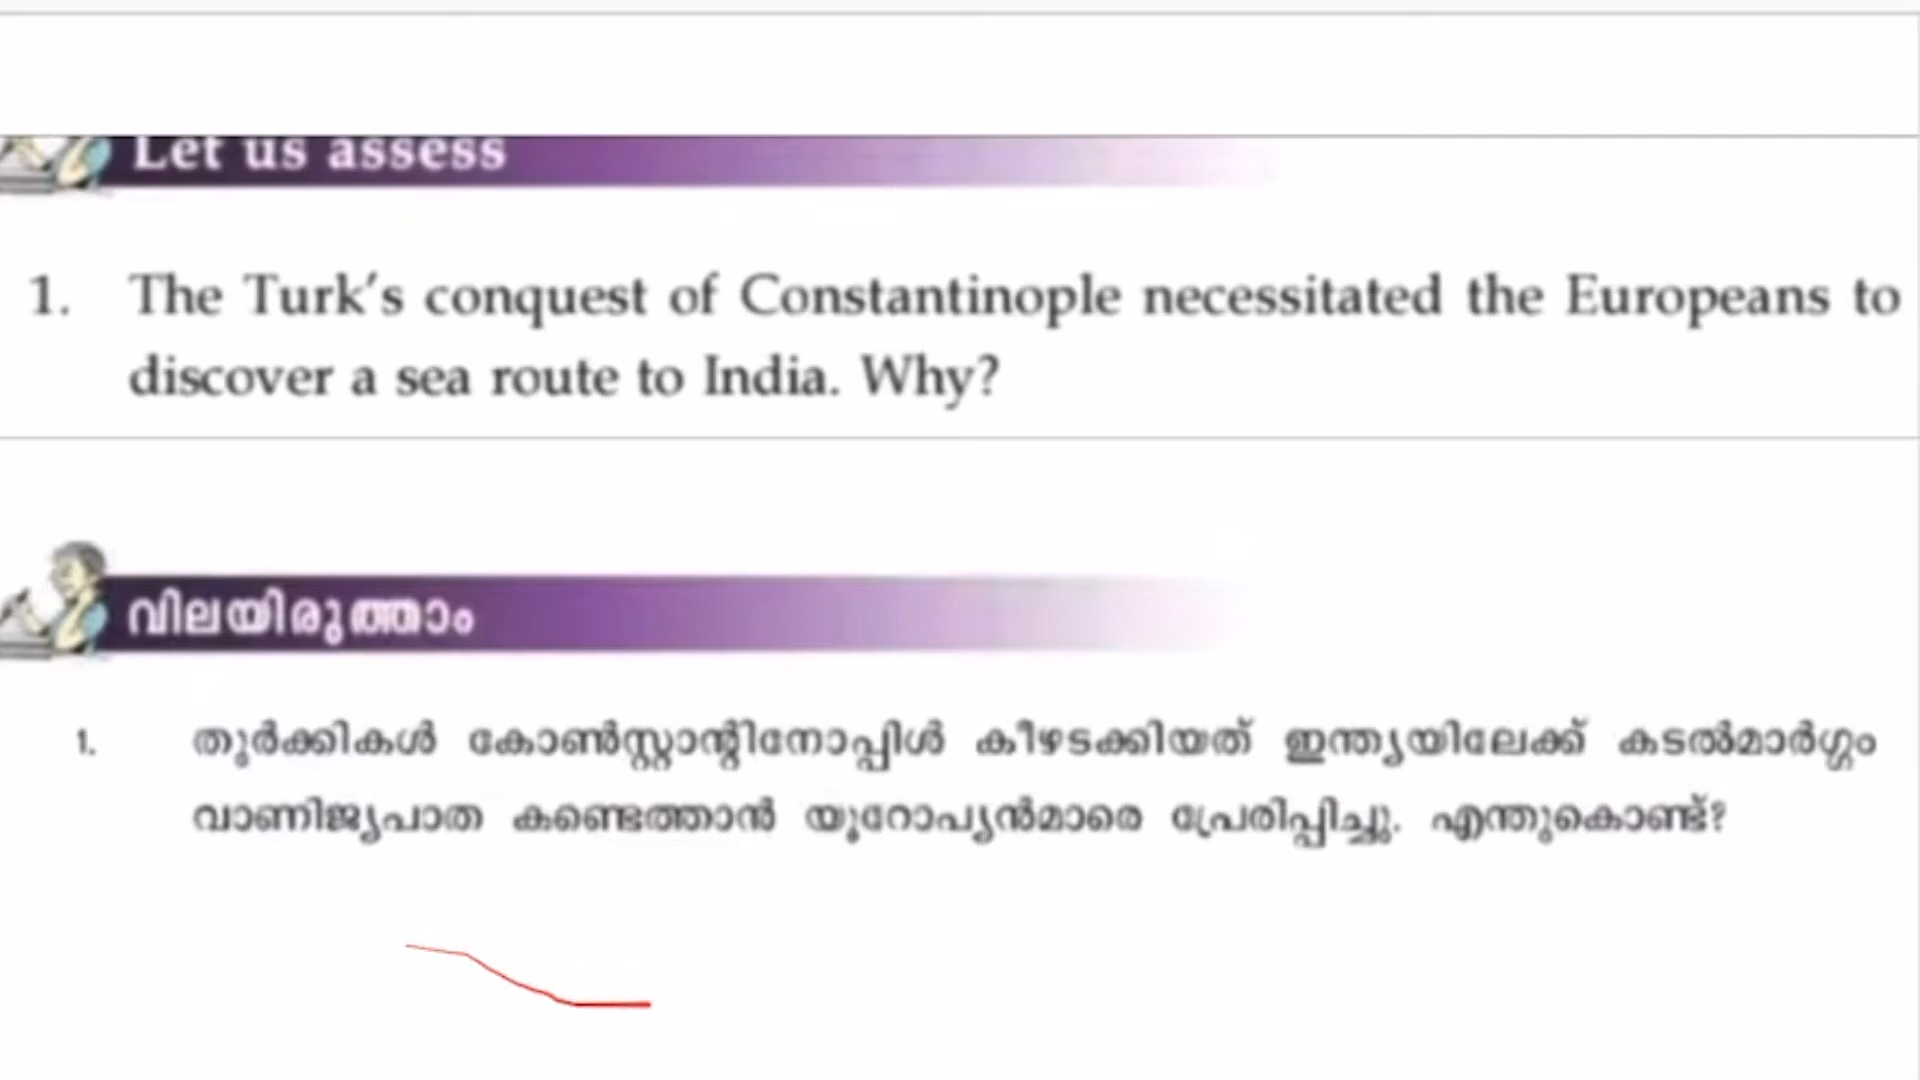 Let us assess
1. The Turk's conquest of Constantinople necessitated the Europeans to
discover a sea route to India. Why?
വിലയിരുത്താം
1. തുർക്കികൾ കോൺസ്റ്റാന്റിനോപ്പിൾ കീഴടക്കിയത് ഇന്ത്യയിലേക്ക് കടൽമാർഗ്ഗം
വാണിജ്യപാത കണ്ടെത്താൻ യൂറോപ്യൻമാരെ പ്രേരിപ്പിച്ചു. എന്തുകൊണ്ട്?